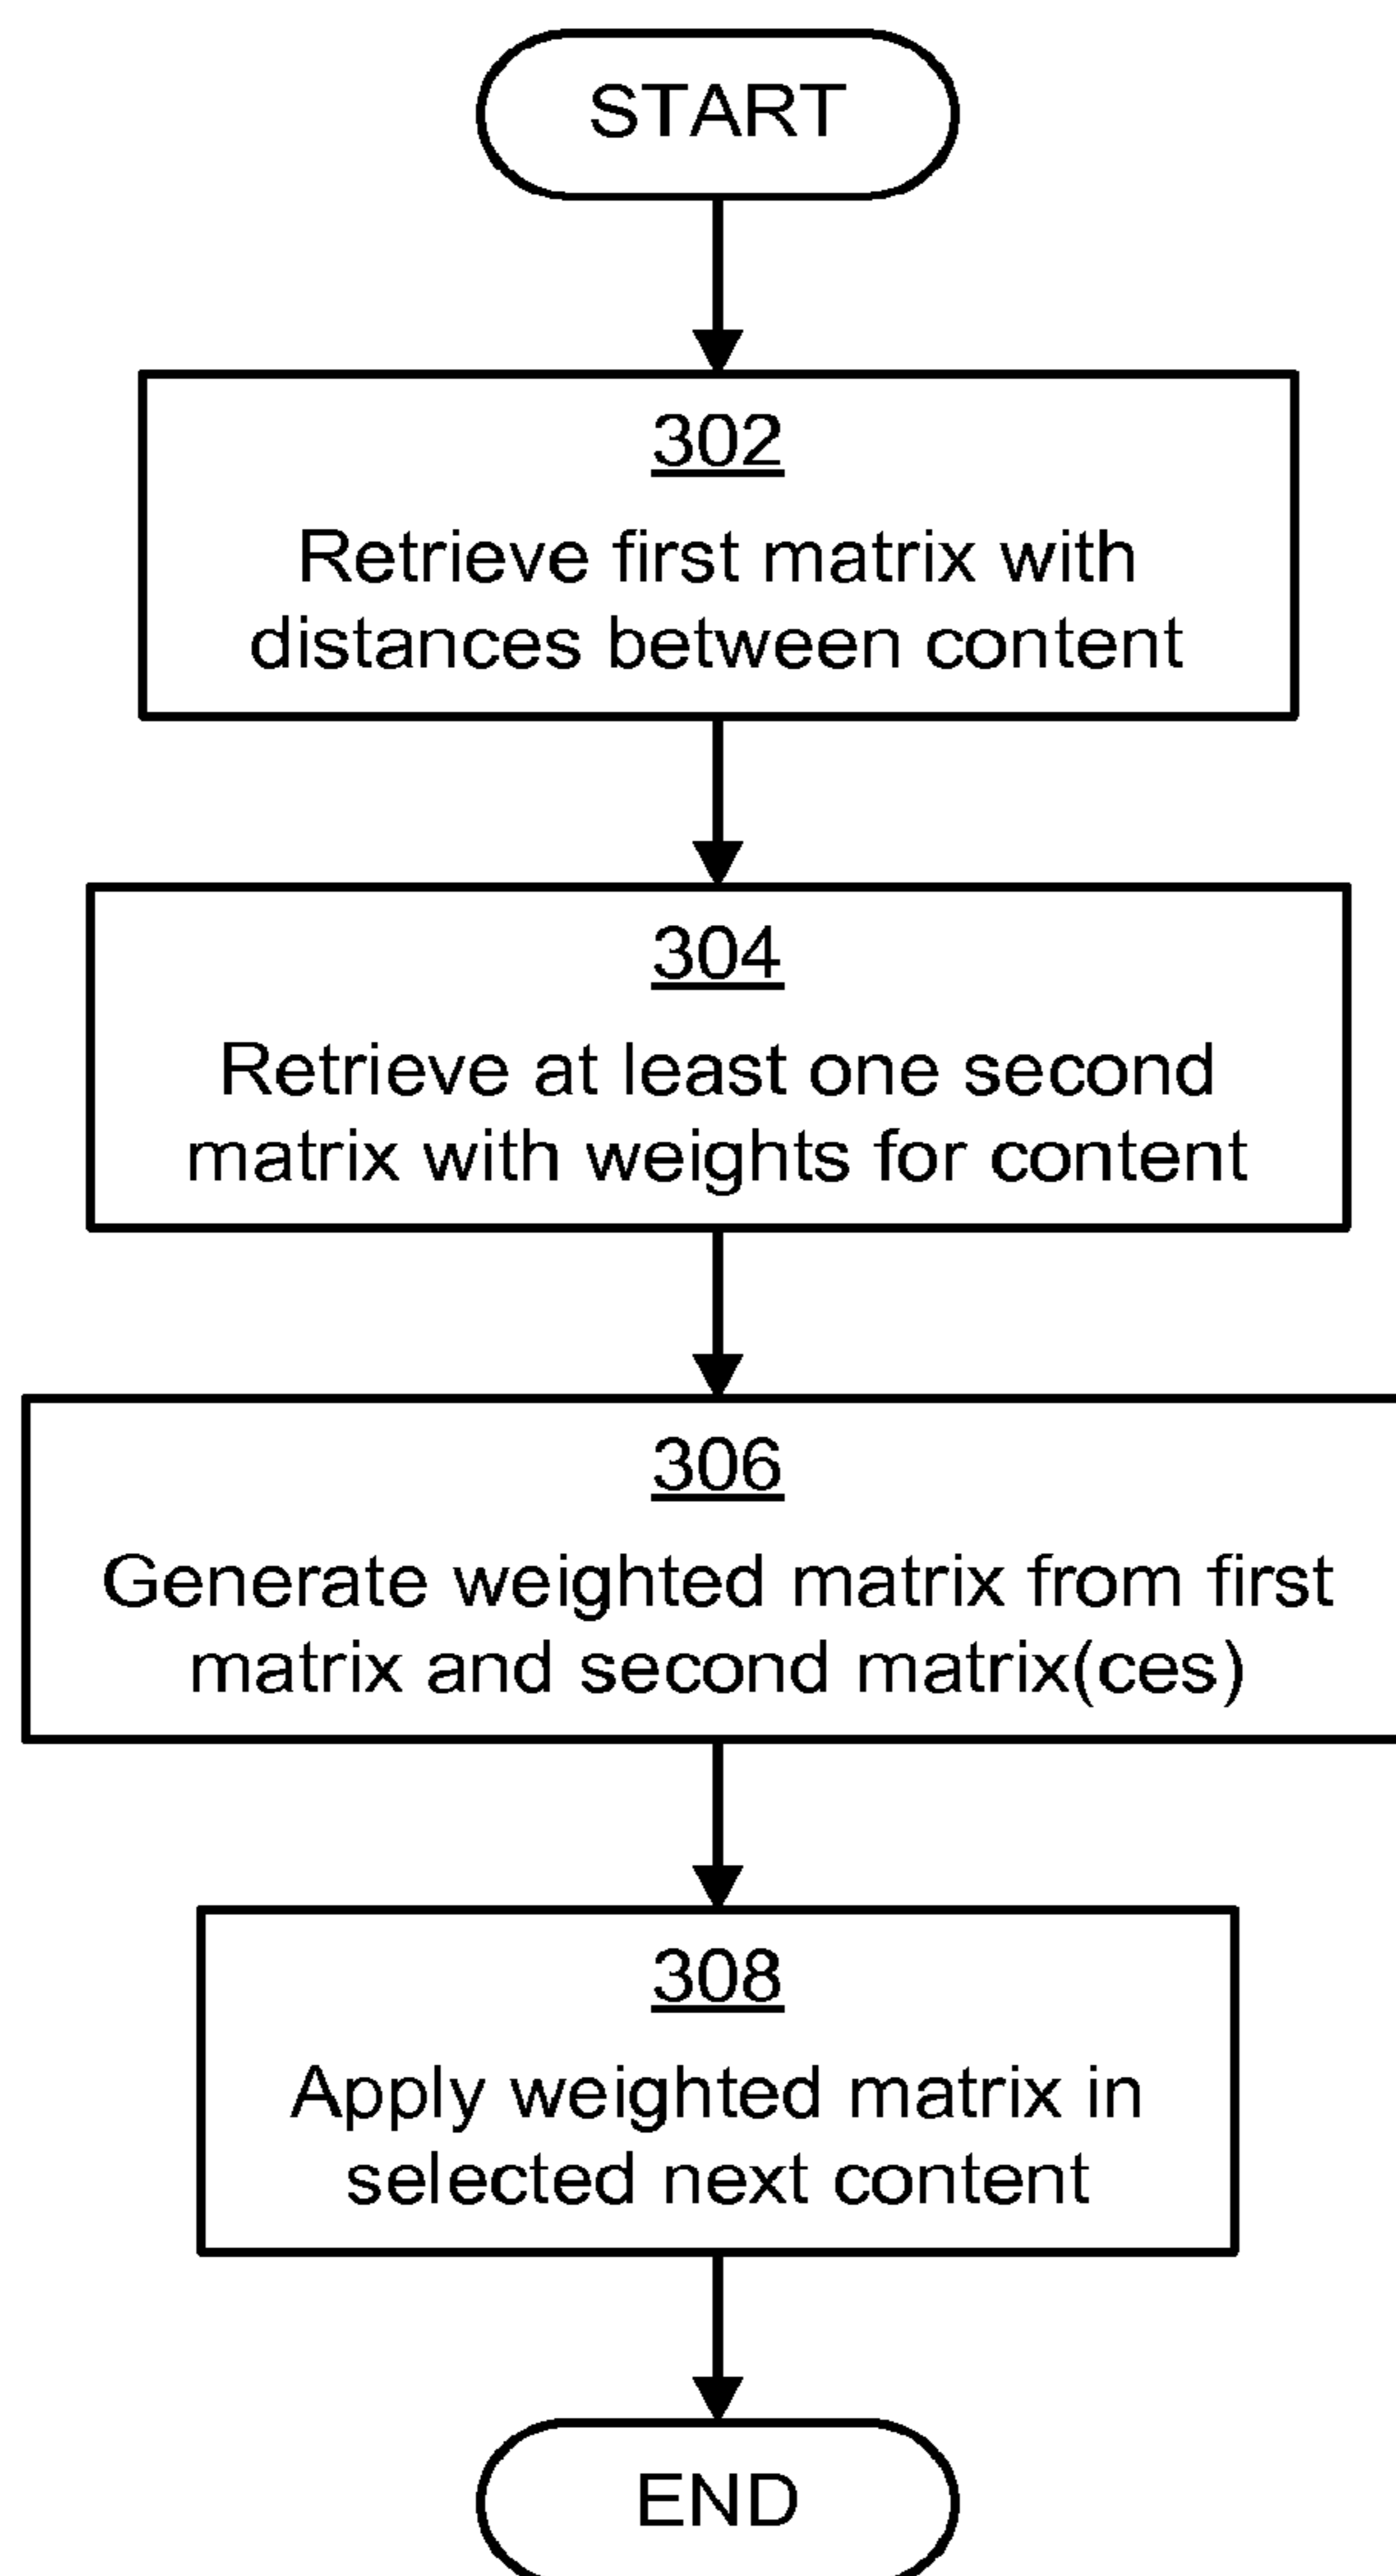 START
302
Retrieve first matrix with
distances between content
304
Retrieve at least one second
matrix with weights for content
306
Generate weighted matrix from first
matrix and second matrix(ces)
308
Apply weighted matrix in
selected next content
END